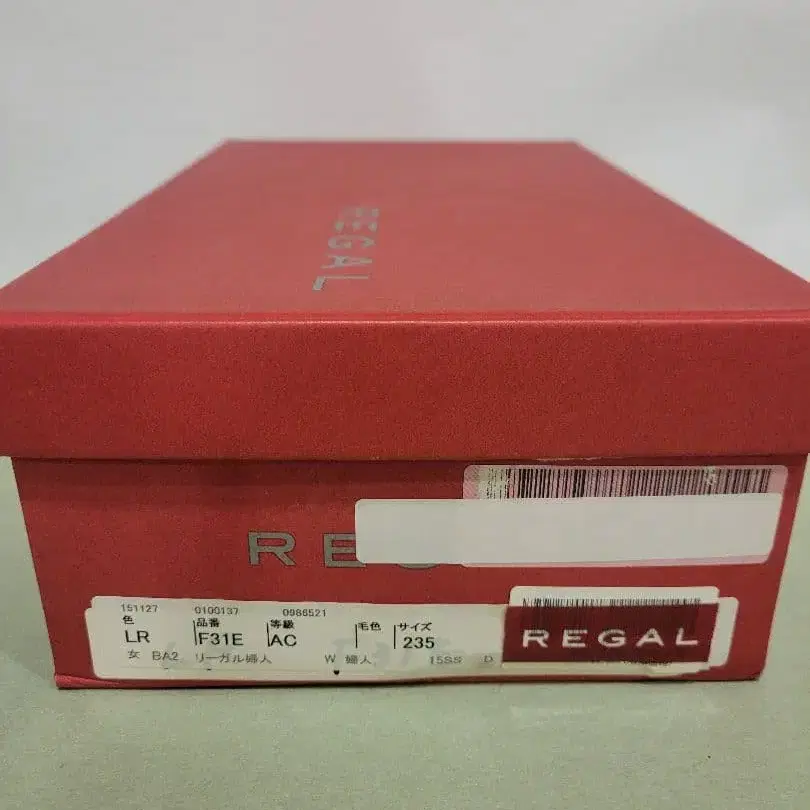 REGAL
REG
151127 0100137 0986521
色 品番 等級 毛色 サイズ
LR F31E AC 235
REGAL
女 BA2 リーガル婦人 W 婦人 15SS D